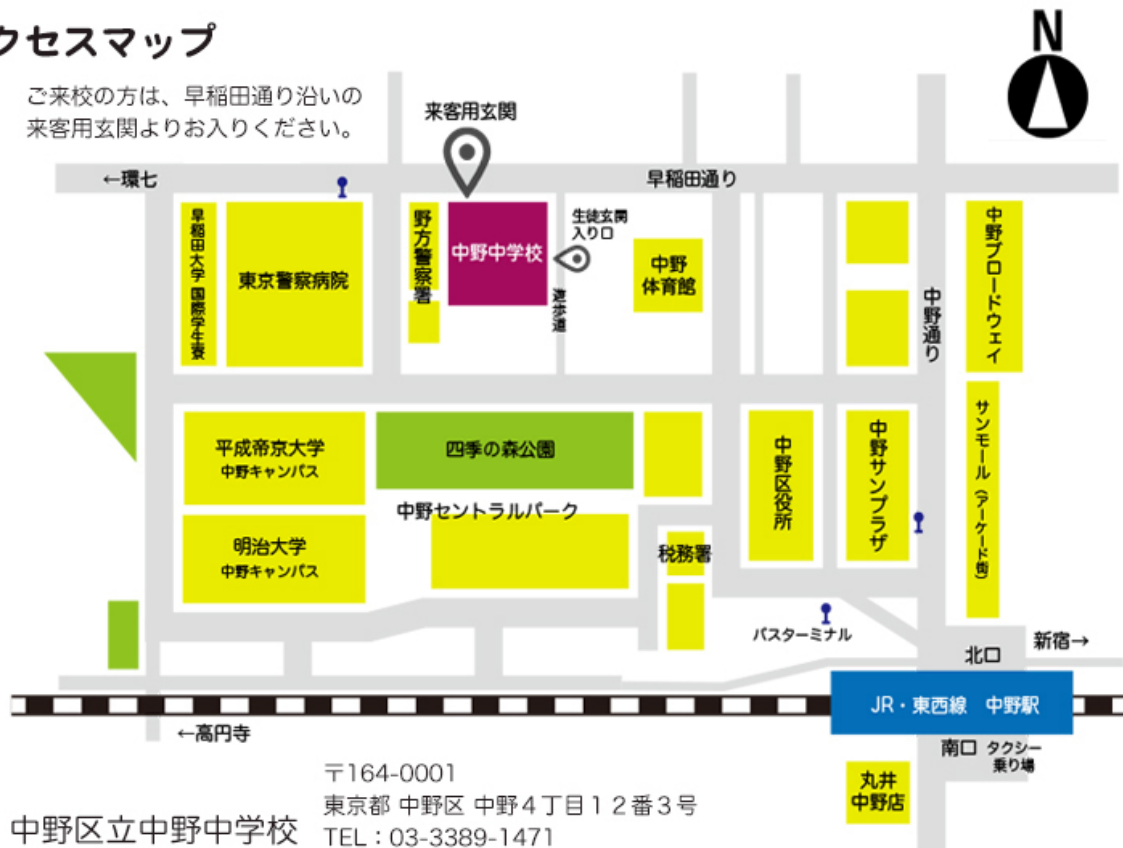 クセスマップ
N
ご来校の方は、早稲田通り沿いの
来客用玄関よりお入りください。
来客用玄関
←環七
早稲田通り
早稲田大学 国際学生寮
東京警察病院
野方警察署
中野中学校
生徒玄関
入り口
遊歩道
中野
体育館
中野通り
中野ブロードウェイ
平成帝京大学
中野キャンパス
四季の森公園
中野区役所
中野サンプラザ
サンモール(アーケード街)
中野セントラルパーク
明治大学
中野キャンパス
税務署
バスターミナル
北口
新宿→
JR・東西線 中野駅
←高円寺
南口
タクシー
乗り場
丸井
中野店
中野区立中野中学校
〒164-0001
東京都 中野区 中野4丁目12番3号
TEL:03-3389-1471